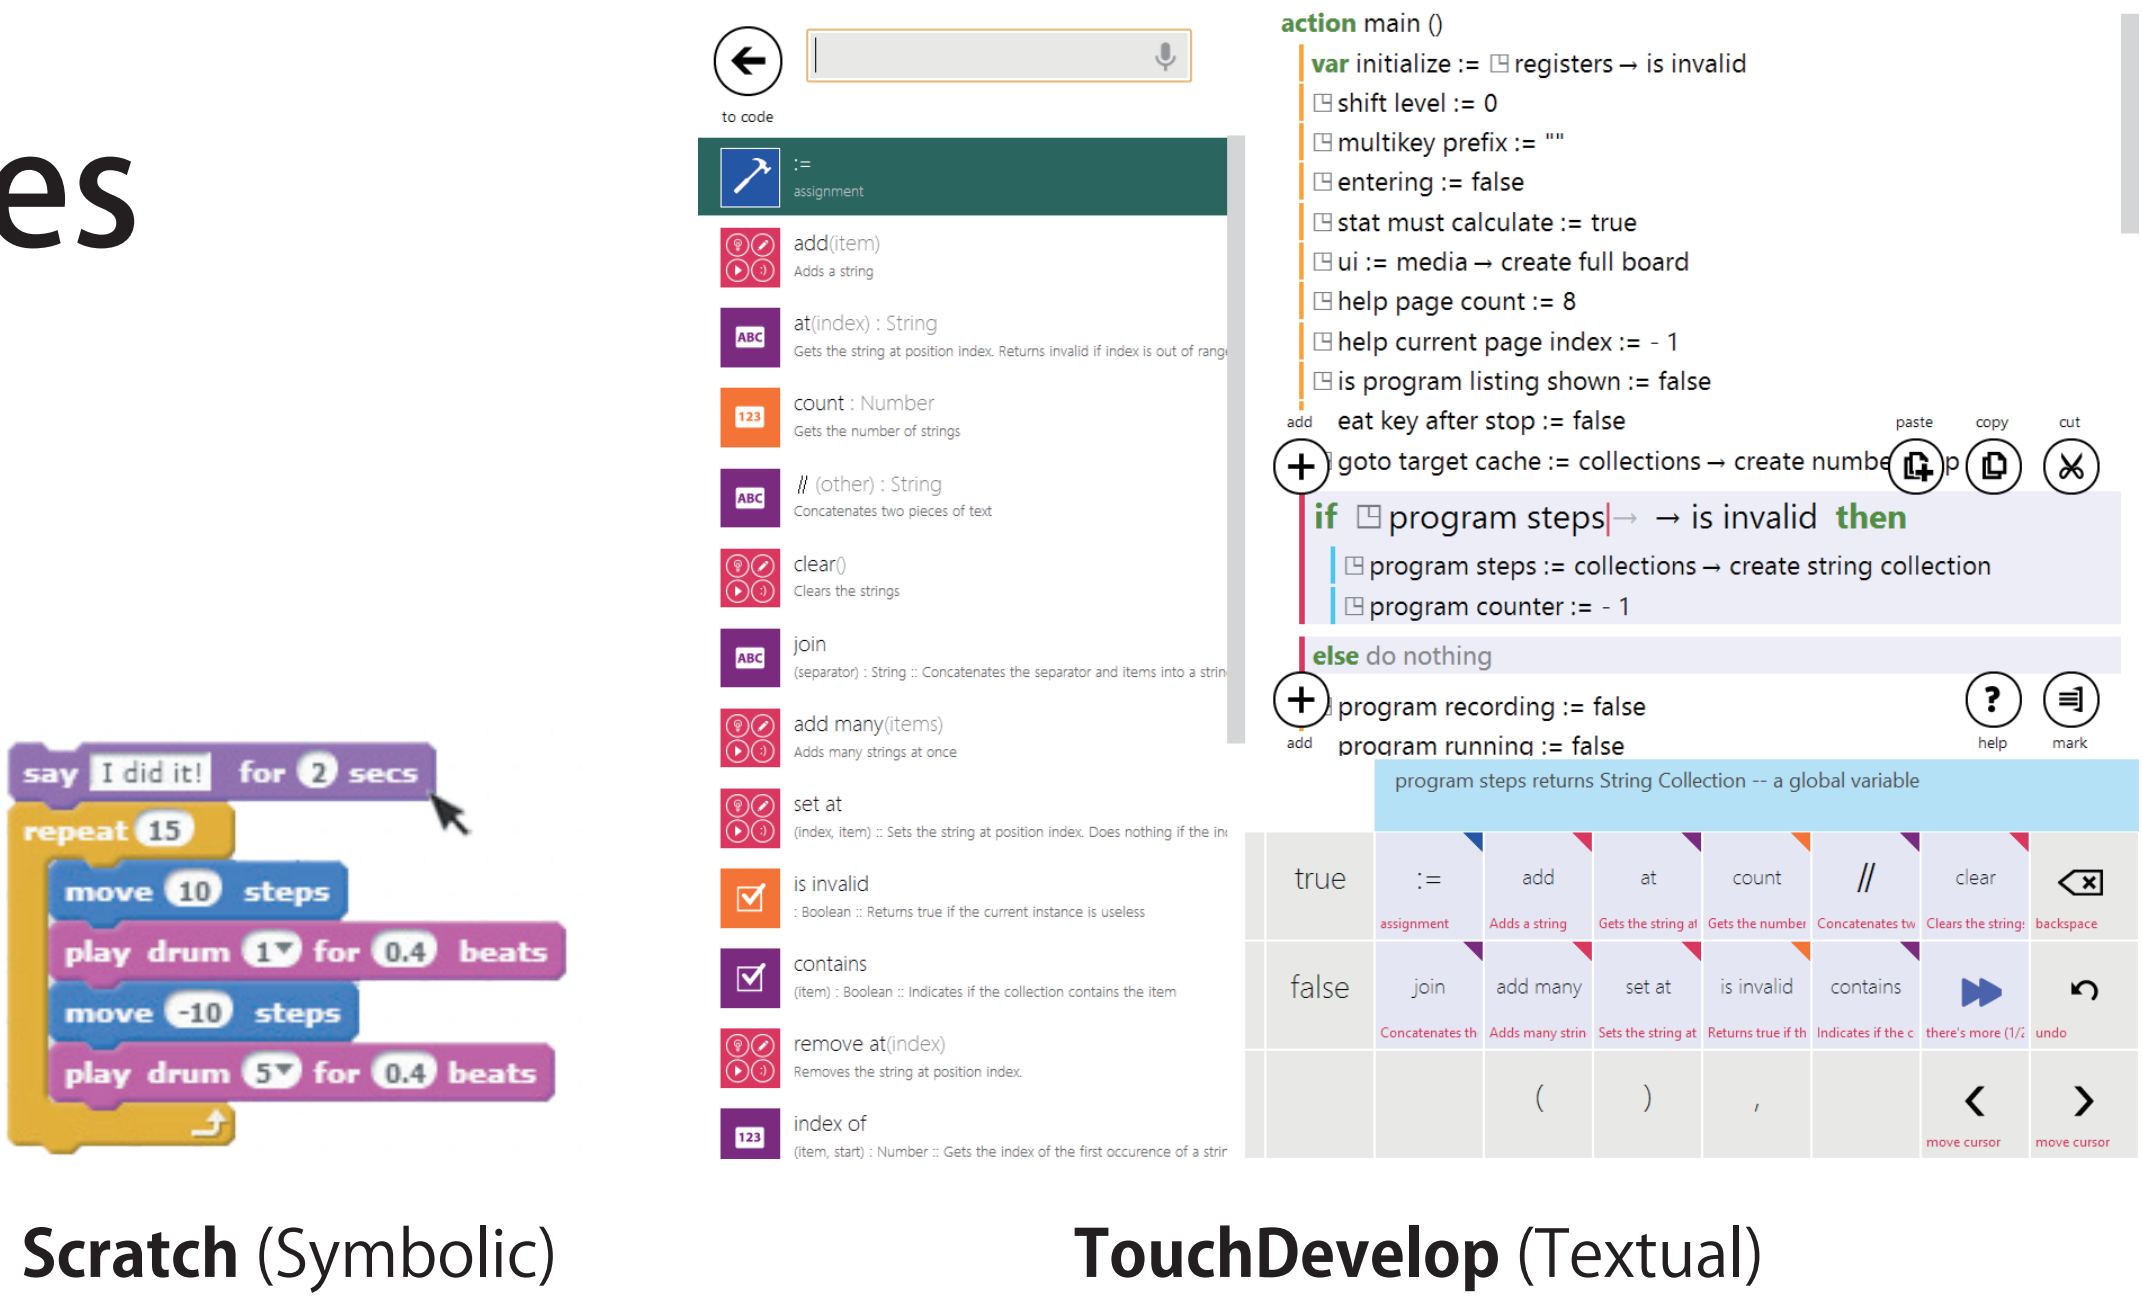 es
say I did it! for 2 secs
repeat 15
move 10 steps
play drum 1 for 0.4 beats
move -10 steps
play drum 5 for 0.4 beats
Scratch (Symbolic)
to code
:=
assignment
add(item)
Adds a string
ABC
at(index) : String
Gets the string at position index. Returns invalid if index is out of range
123
count : Number
Gets the number of strings
ABC
// (other) : String
Concatenates two pieces of text
clear()
Clears the strings
ABC
join
(separator) : String :: Concatenates the separator and items into a strin
add many(items)
Adds many strings at once
set at
(index, item) :: Sets the string at position index. Does nothing if the in
is invalid
: Boolean :: Returns true if the current instance is useless
contains
(item) : Boolean :: Indicates if the collection contains the item
remove at(index)
Removes the string at position index.
123
index of
(item, start) : Number :: Gets the index of the first occurence of a strin
action main ()
var initialize := registers → is invalid
shift level := 0
multikey prefix := ""
entering := false
stat must calculate := true
ui := media → create full board
help page count := 8
help current page index := - 1
is program listing shown := false
add
eat key after stop := false
paste copy cut
goto target cache := collections → create numbe p
if program steps → → is invalid then
program steps := collections → create string collection
program counter := - 1
else do nothing
program recording := false
add
program running := false
? help mark
program steps returns String Collection -- a global variable
true := add at count // clear
assignment Adds a string Gets the string at Gets the number Concatenates tw Clears the strings backspace
false join add many set at is invalid contains
Concatenates th Adds many strin Sets the string at Returns true if th Indicates if the c there's more (1/2 undo
( ) ,
move cursor move cursor
TouchDevelop (Textual)